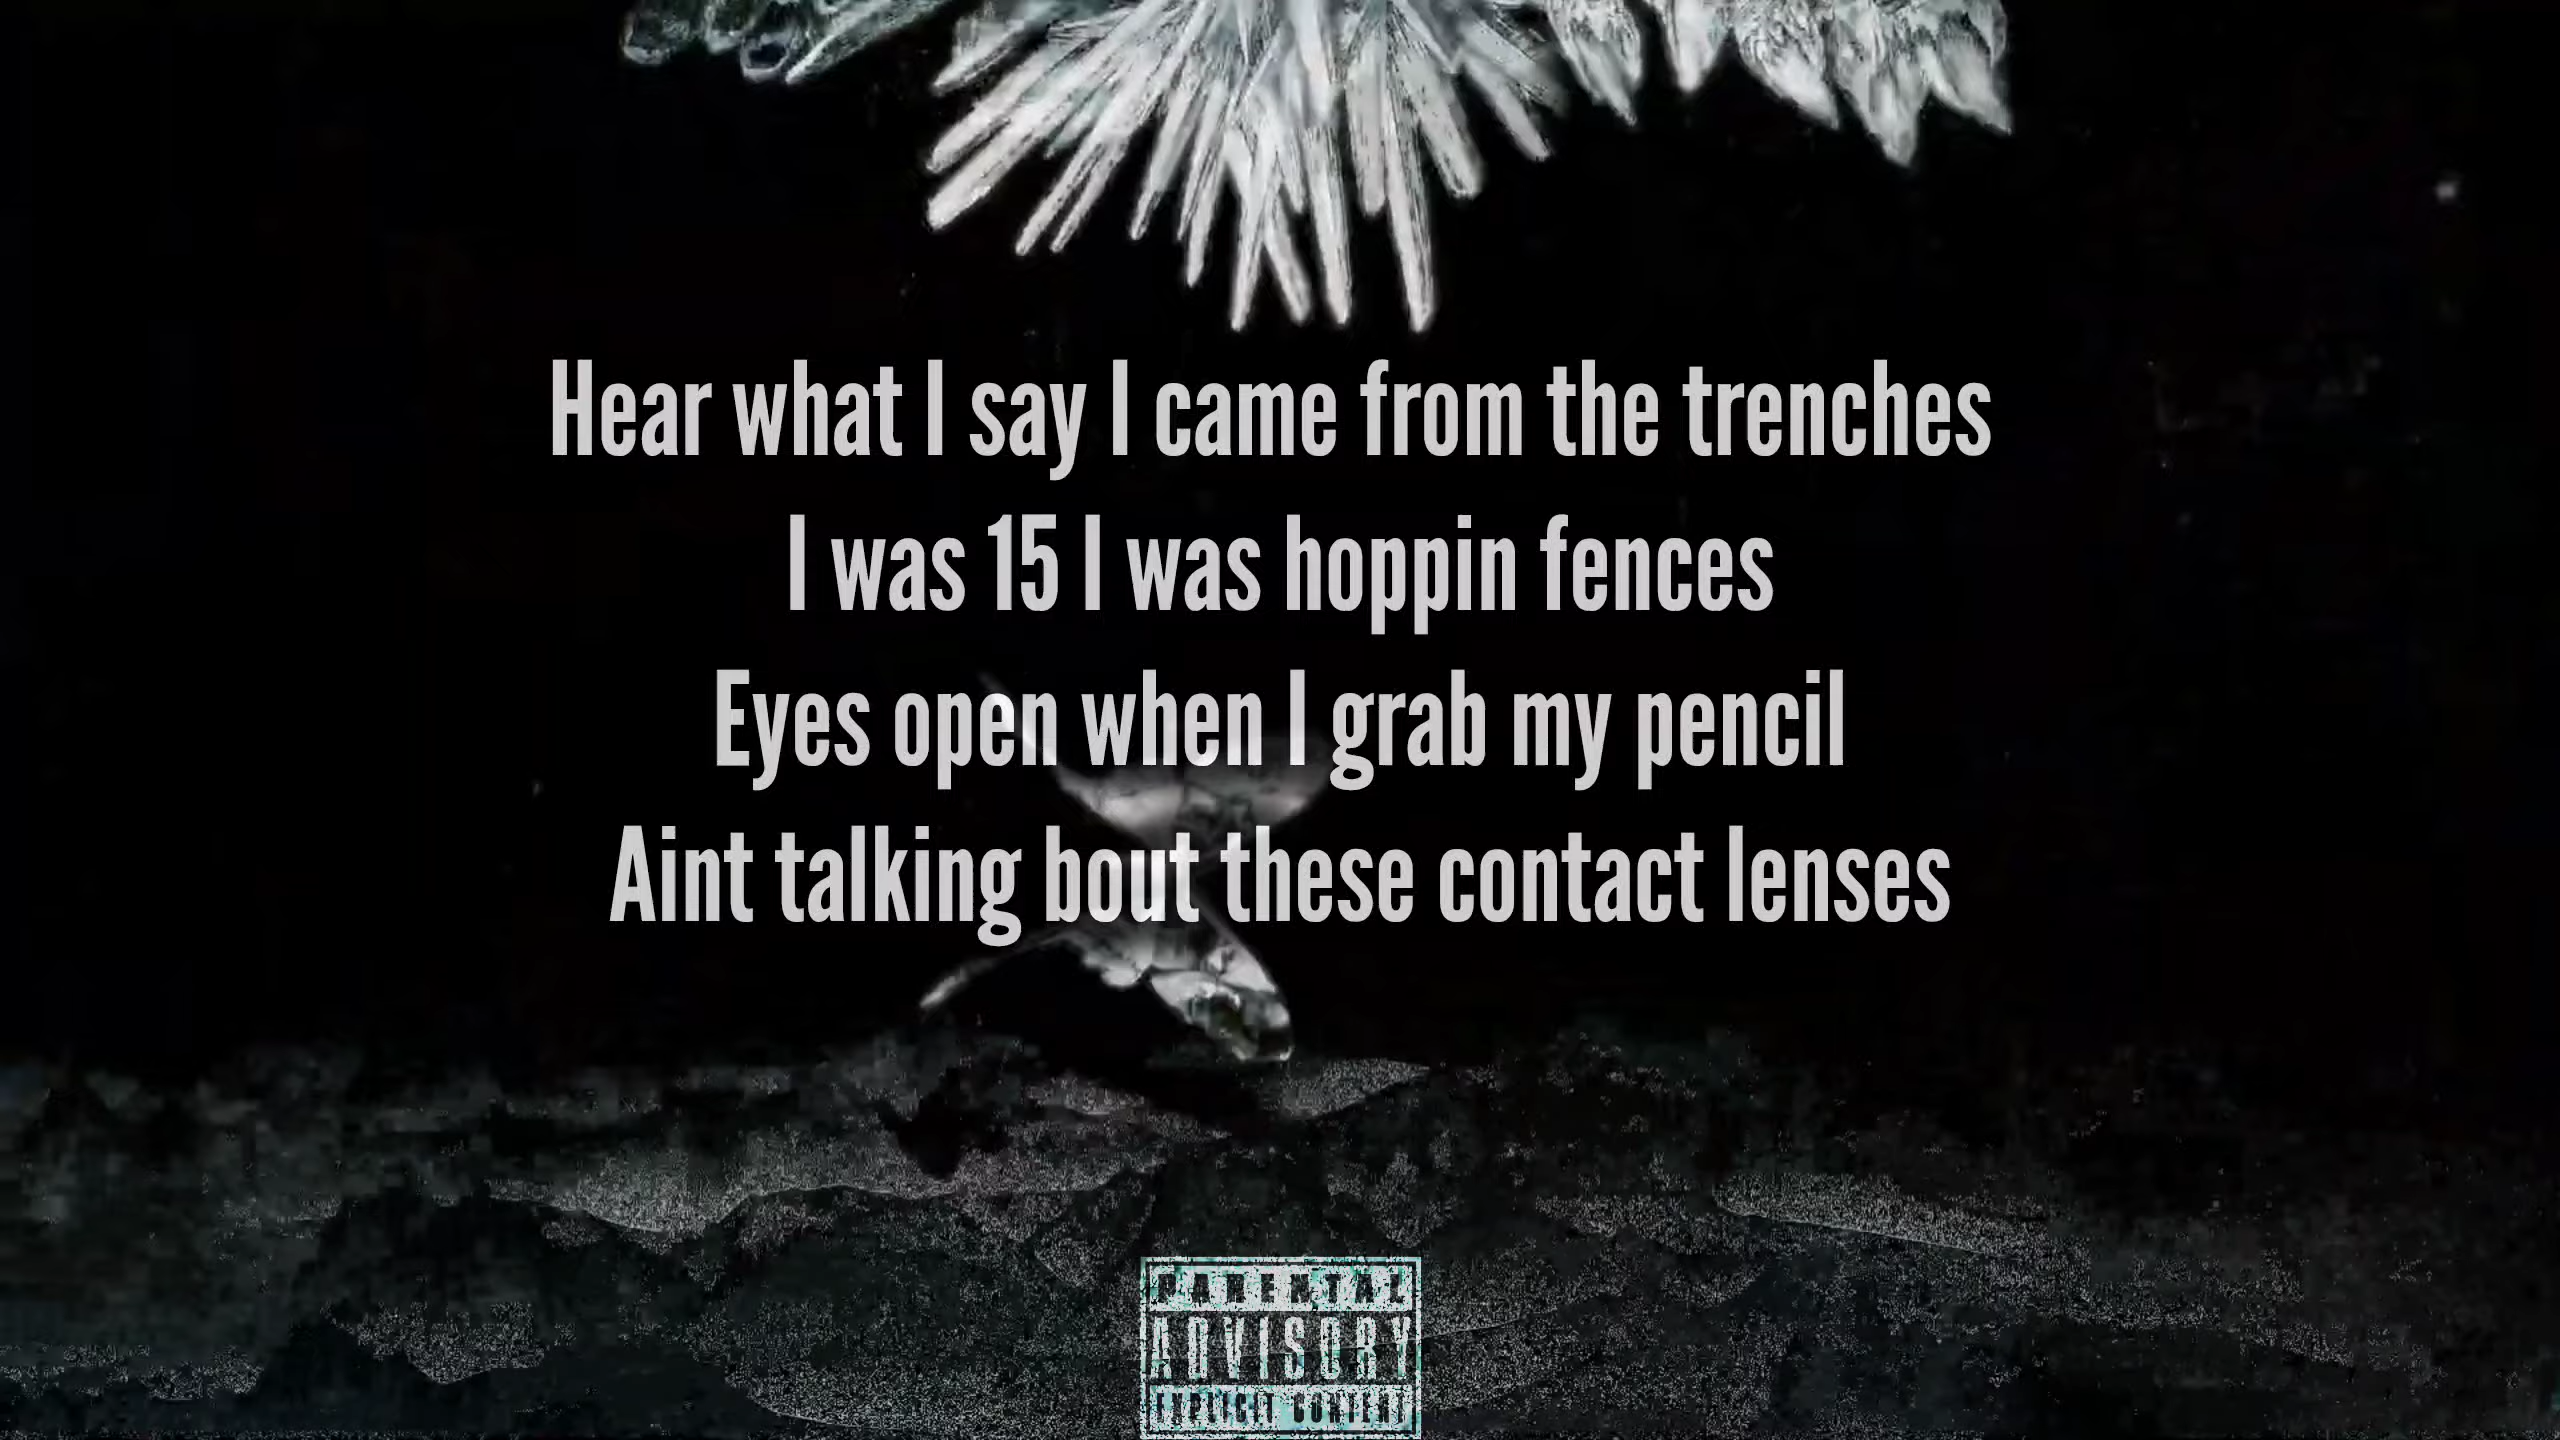 Hear what I say I came from the trenches
I was 15 I was hoppin fences
Eyes open when I grab my pencil
Aint talking bout these contact lenses
PARENTAL
ADVISORY
EXPLICIT CONTENT